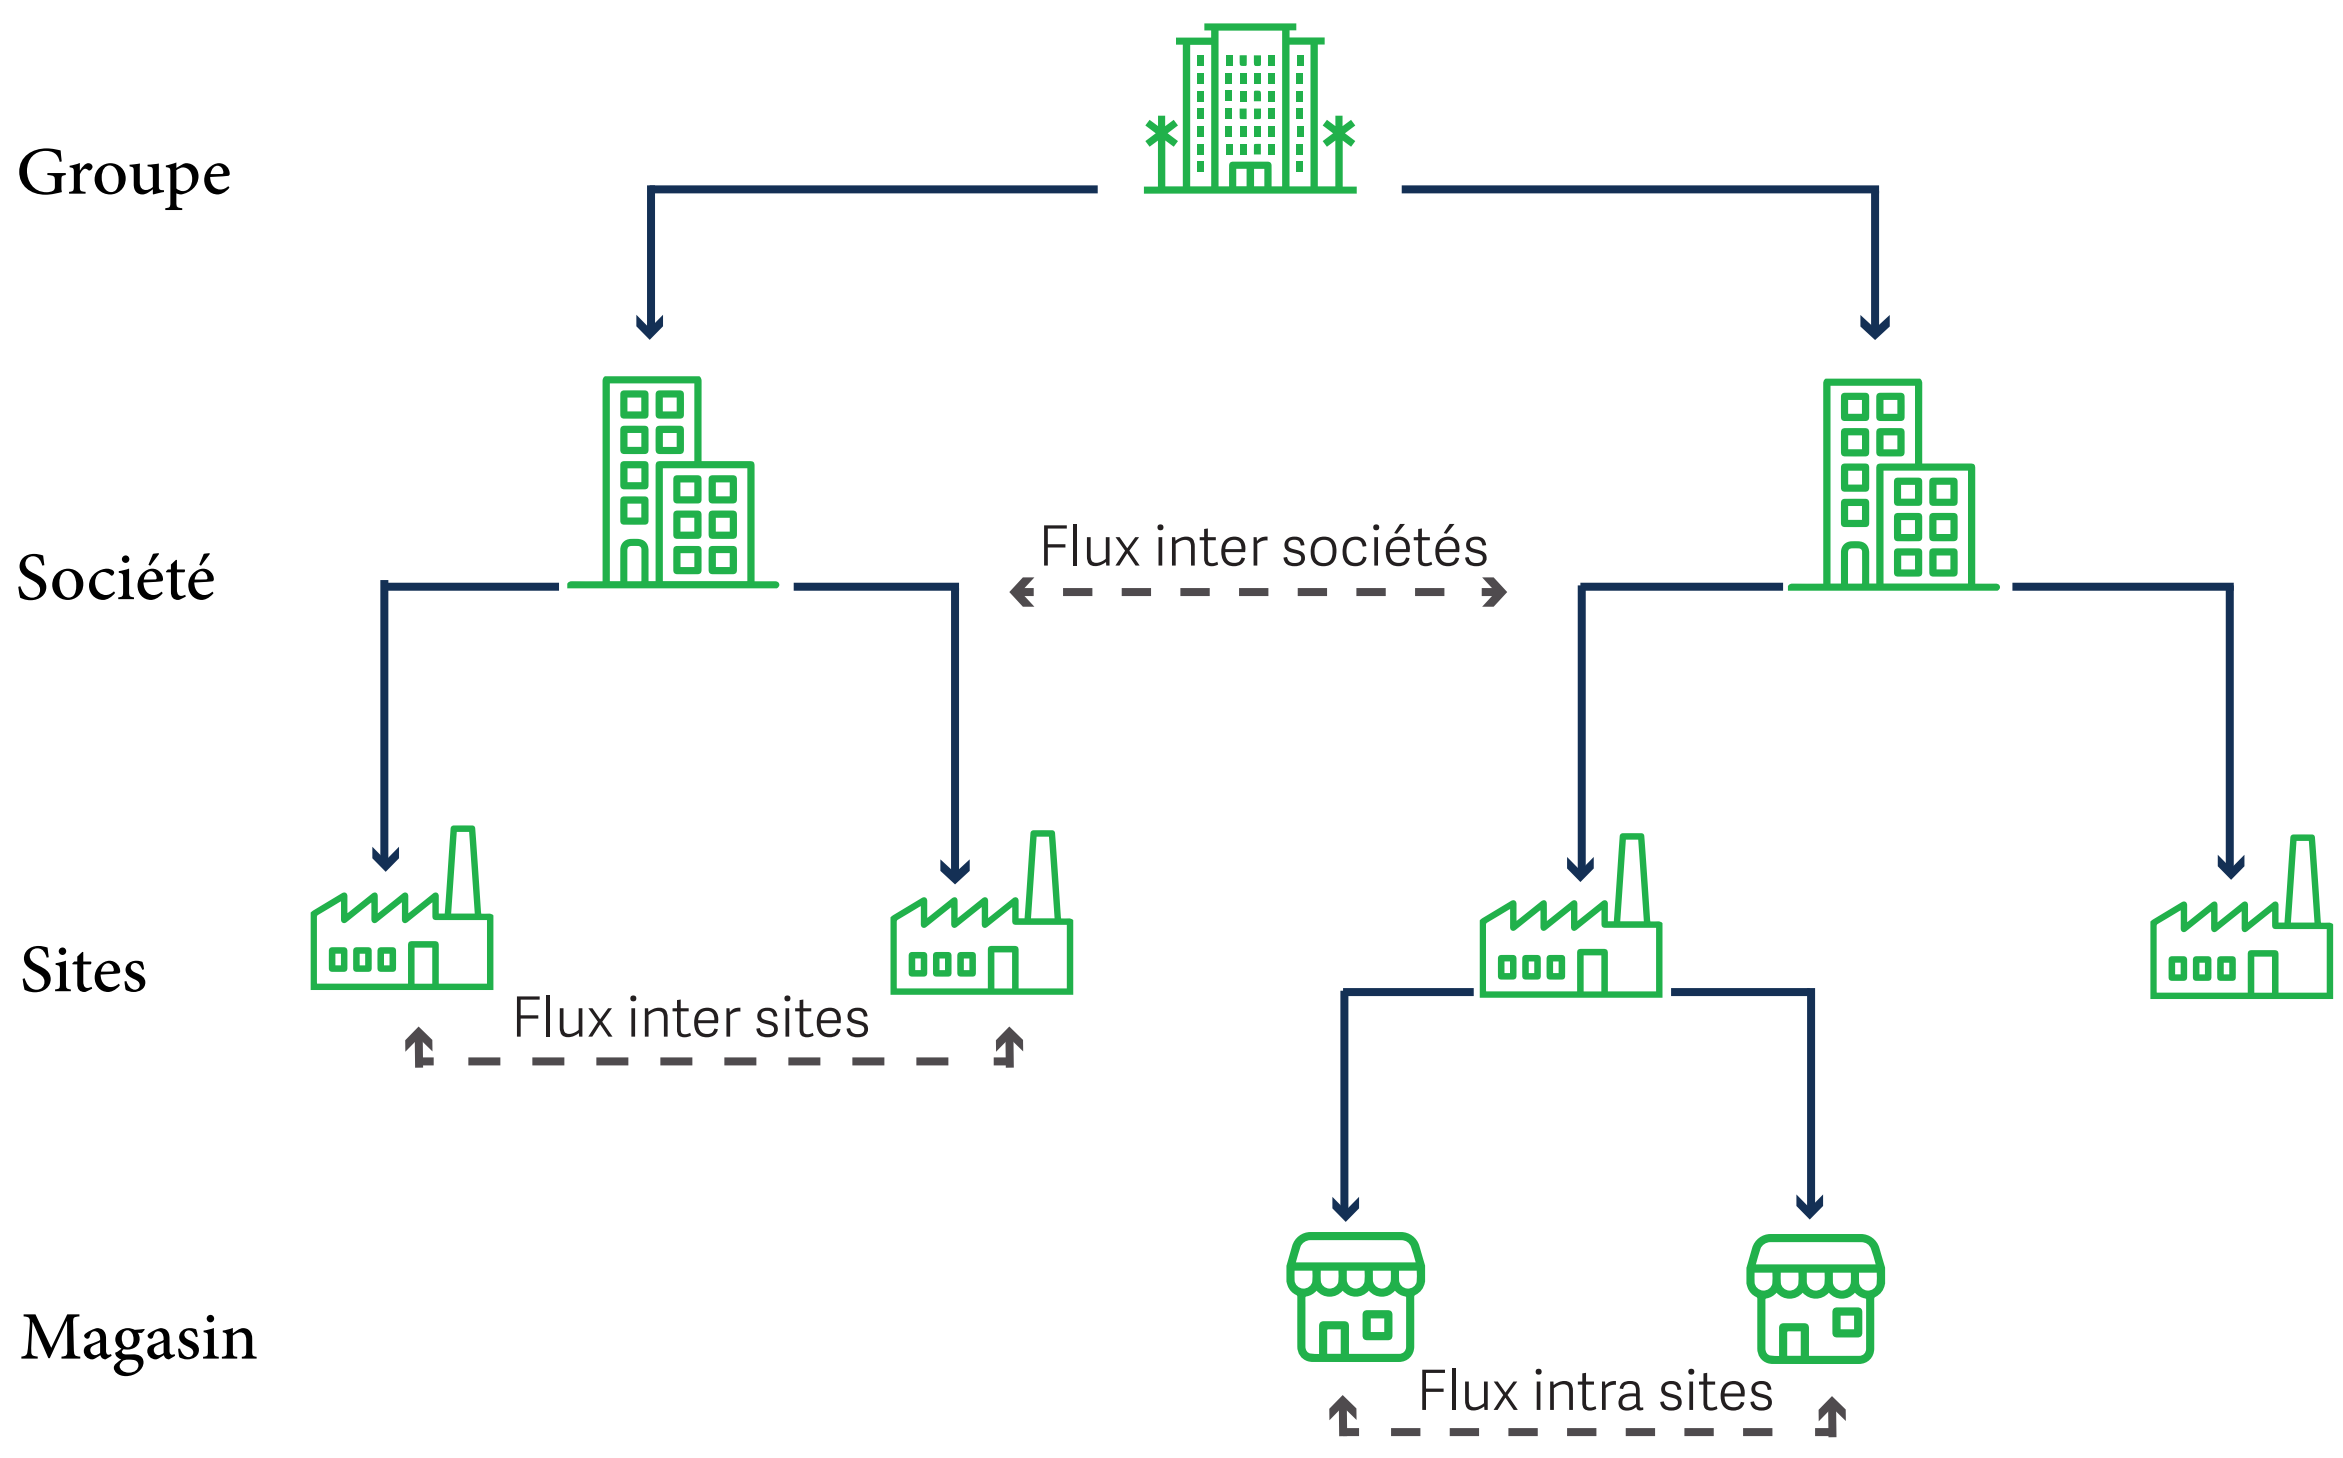 Groupe
Société
Flux inter sociétés
Sites
Flux inter sites
Magasin
Flux intra sites